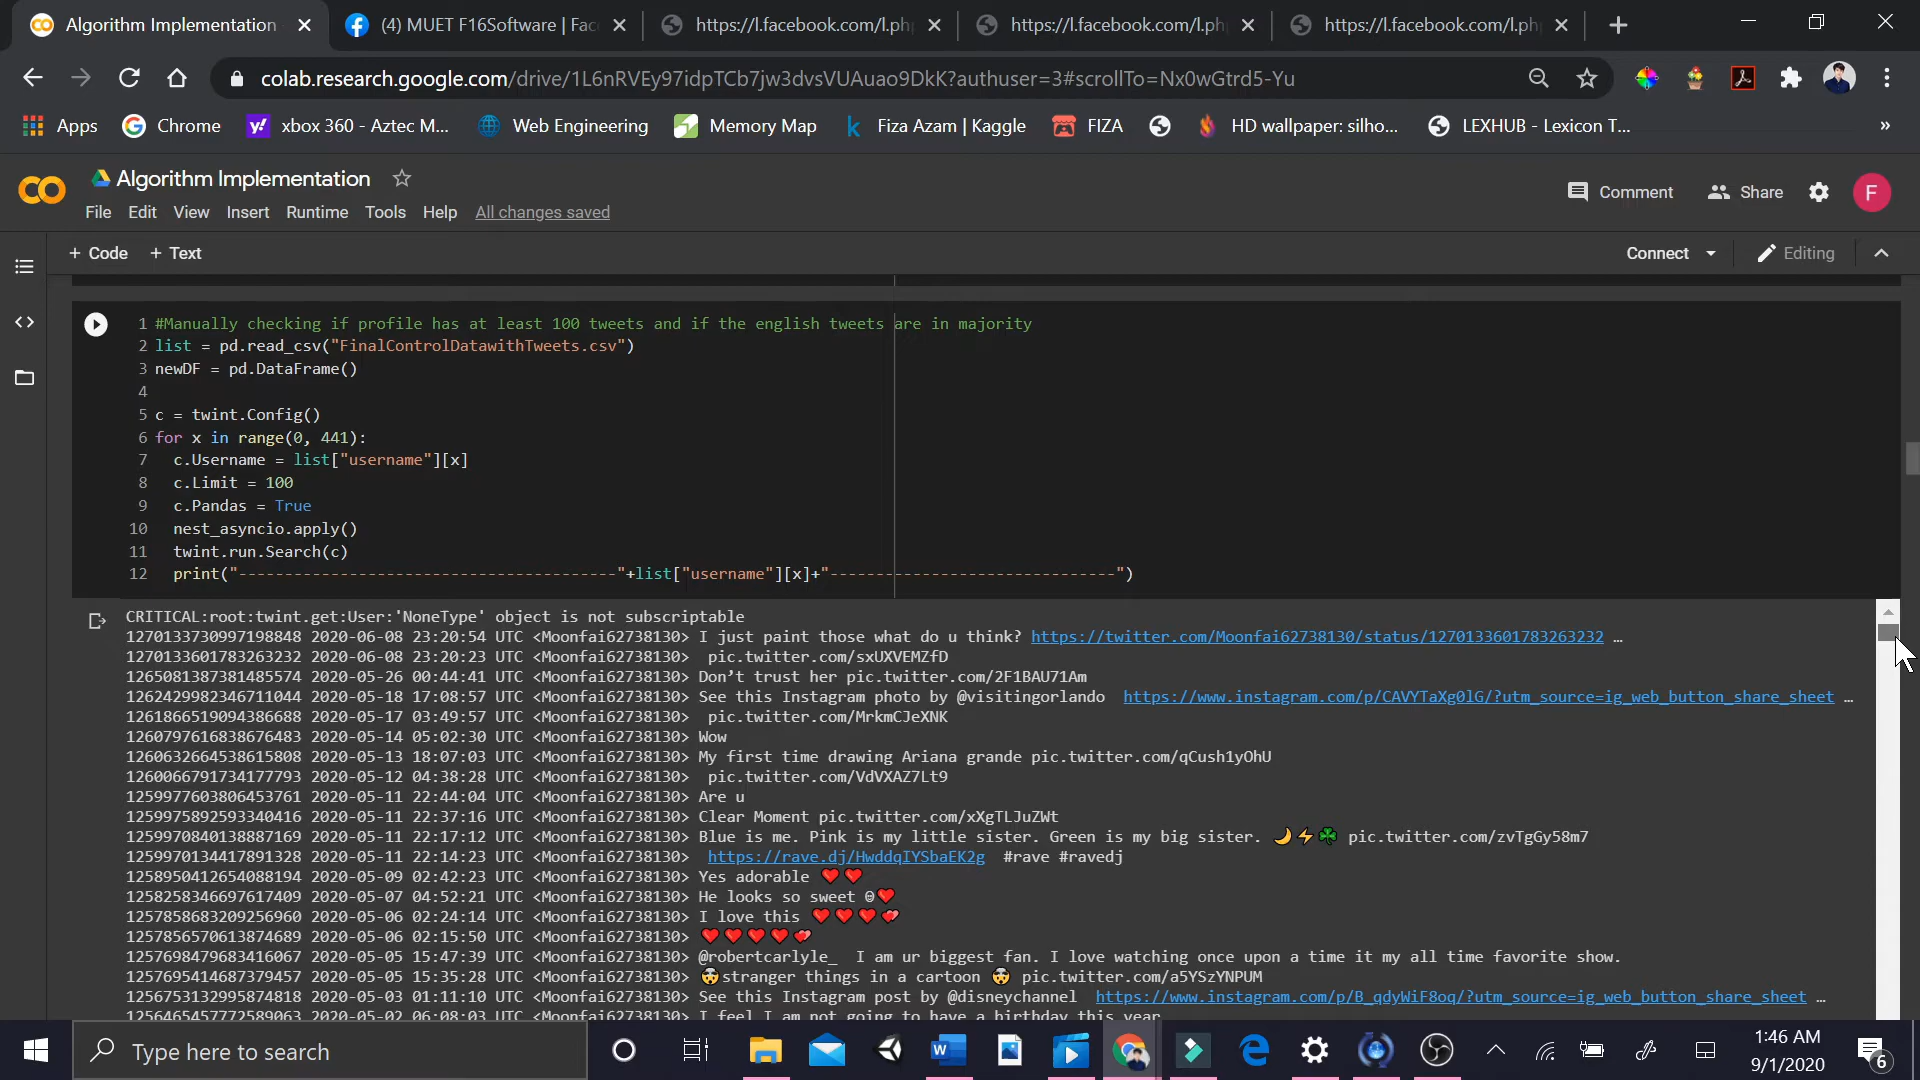 Algorithm Implementation
(4) MUET F16Software | Fac
https://l.facebook.com/l.ph
https://l.facebook.com/l.ph
https://l.facebook.com/l.ph
colab.research.google.com/drive/1L6nRVEy97idpTCb7jw3dvsVUAuao9DkK?authuser=3#scrollTo=Nx0wGtrd5-Yu
Apps
Chrome
xbox 360 - Aztec M...
Web Engineering
Memory Map
Fiza Azam | Kaggle
FIZA
HD wallpaper: silho...
LEXHUB - Lexicon T...
Algorithm Implementation
Comment Share F
File Edit View Insert Runtime Tools Help All changes saved
+ Code + Text Connect Editing
1 #Manually checking if profile has at least 100 tweets and if the english tweets are in majority
2 list = pd.read_csv("FinalControlDatawithTweets.csv")
3 newDF = pd.DataFrame()
4
5 c = twint.Config()
6 for x in range(0, 441):
7 c.Username = list["username"][x]
8 c.Limit = 100
9 c.Pandas = True
10 nest_asyncio.apply()
11 twint.run.Search(c)
12 print("-----------------------------------------"+list["username"][x]+"-------------------------------")
CRITICAL:root:twint.get:User:'NoneType' object is not subscriptable
1270133730997198848 2020-06-08 23:20:54 UTC <Moonfai62738130> I just paint those what do u think? https://twitter.com/Moonfai62738130/status/1270133601783263232 …
1270133601783263232 2020-06-08 23:20:23 UTC <Moonfai62738130> pic.twitter.com/sxUXVEMZfD
1265081387381485574 2020-05-26 00:44:41 UTC <Moonfai62738130> Don't trust her pic.twitter.com/2F1BAU71Am
1262429982346711044 2020-05-18 17:08:57 UTC <Moonfai62738130> See this Instagram photo by @visitingorlando https://www.instagram.com/p/CAVYTaXg0lG/?utm_source=ig_web_button_share_sheet …
1261866519094386688 2020-05-17 03:49:57 UTC <Moonfai62738130> pic.twitter.com/MrkmCJeXNK
1260797616838676483 2020-05-14 05:02:30 UTC <Moonfai62738130> Wow
1260632664538615808 2020-05-13 18:07:03 UTC <Moonfai62738130> My first time drawing Ariana grande pic.twitter.com/qCush1yOhU
1260066791734177793 2020-05-12 04:38:28 UTC <Moonfai62738130> pic.twitter.com/VdVXAZ7Lt9
1259977603806453761 2020-05-11 22:44:04 UTC <Moonfai62738130> Are u
1259975892593340416 2020-05-11 22:37:16 UTC <Moonfai62738130> Clear Moment pic.twitter.com/xXgTLJuZWt
1259970840138887169 2020-05-11 22:17:12 UTC <Moonfai62738130> Blue is me. Pink is my little sister. Green is my big sister. 🌙⚡☘ pic.twitter.com/zvTgGy58m7
1259970134417891328 2020-05-11 22:14:23 UTC <Moonfai62738130> https://rave.dj/HwddqIYSbaEK2g #rave #ravedj
1258950412654088194 2020-05-09 02:42:23 UTC <Moonfai62738130> Yes adorable ❤❤
1258258346697617409 2020-05-07 04:52:21 UTC <Moonfai62738130> He looks so sweet θ❤
1257858683209256960 2020-05-06 02:24:14 UTC <Moonfai62738130> I love this ❤❤❤💕
1257856570613874689 2020-05-06 02:15:50 UTC <Moonfai62738130> ❤❤❤❤💕
1257698479683416067 2020-05-05 15:47:39 UTC <Moonfai62738130> @robertcarlyle_ I am ur biggest fan. I love watching once upon a time it my all time favorite show.
1257695414687379457 2020-05-05 15:35:28 UTC <Moonfai62738130> 🤯stranger things in a cartoon 🤯 pic.twitter.com/a5YSzYNPUM
1256753132995874818 2020-05-03 01:11:10 UTC <Moonfai62738130> See this Instagram post by @disneychannel https://www.instagram.com/p/B_qdyWiF8oq/?utm_source=ig_web_button_share_sheet …
1256465457772589063 2020-05-02 06:08:03 UTC <Moonfai62738130> I feel I am not going to have a birthday this year
Type here to search
1:46 AM
9/1/2020
6